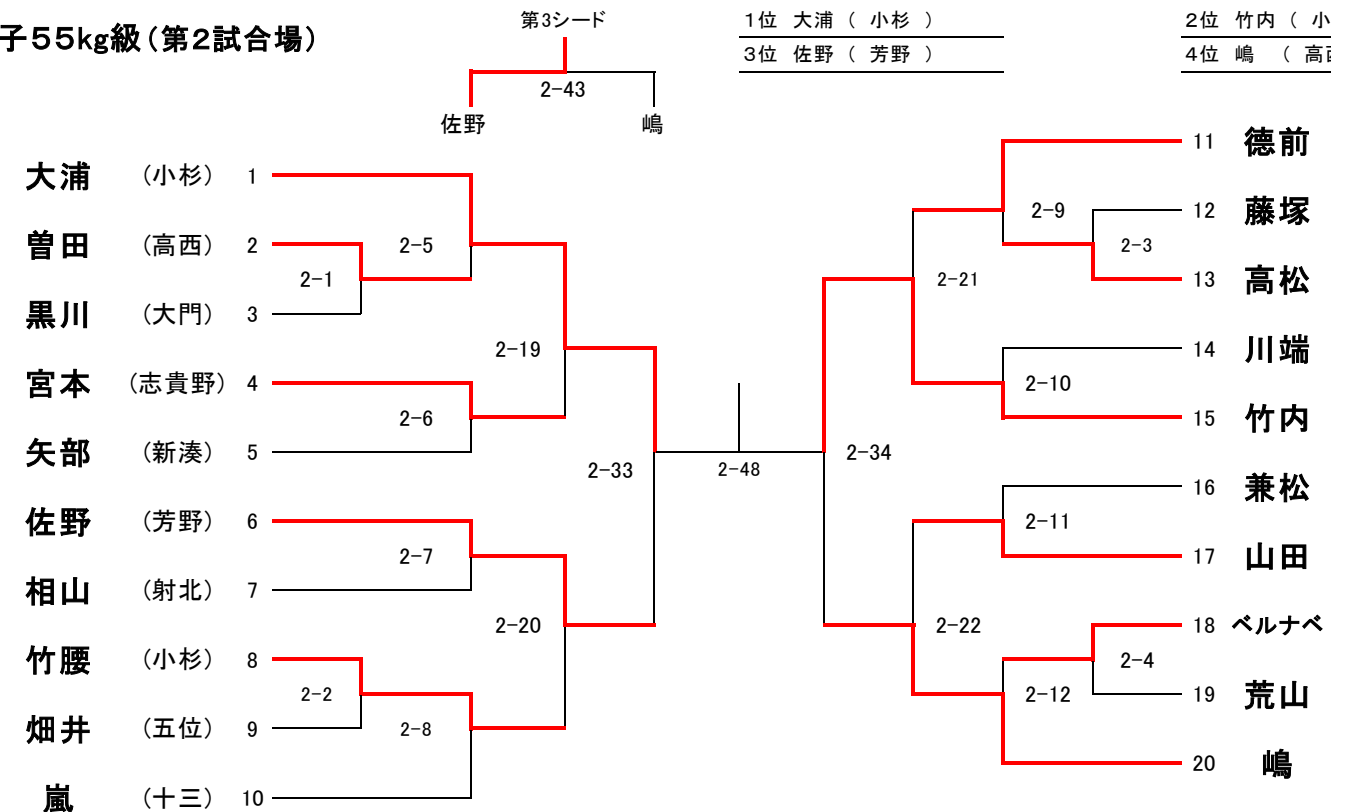 子55kg級(第2試合場)
第3シード
2-43
佐野
嶋
1位 大浦 ( 小杉 )
2位 竹内 ( 小
3位 佐野 ( 芳野 )
4位 嶋 ( 高
大浦 (小杉) 1
曽田 (高西) 2
黒川 (大門) 3
宮本 (志貴野) 4
矢部 (新湊) 5
佐野 (芳野) 6
相山 (射北) 7
竹腰 (小杉) 8
畑井 (五位) 9
嵐 (十三) 10
2-1
2-5
2-19
2-6
2-33
2-7
2-20
2-2
2-8
2-48
2-34
2-21
2-9
2-3
2-10
2-11
2-22
2-4
2-12
11 德前
12 藤塚
13 高松
14 川端
15 竹内
16 兼松
17 山田
18 ベルナベ
19 荒山
20 嶋